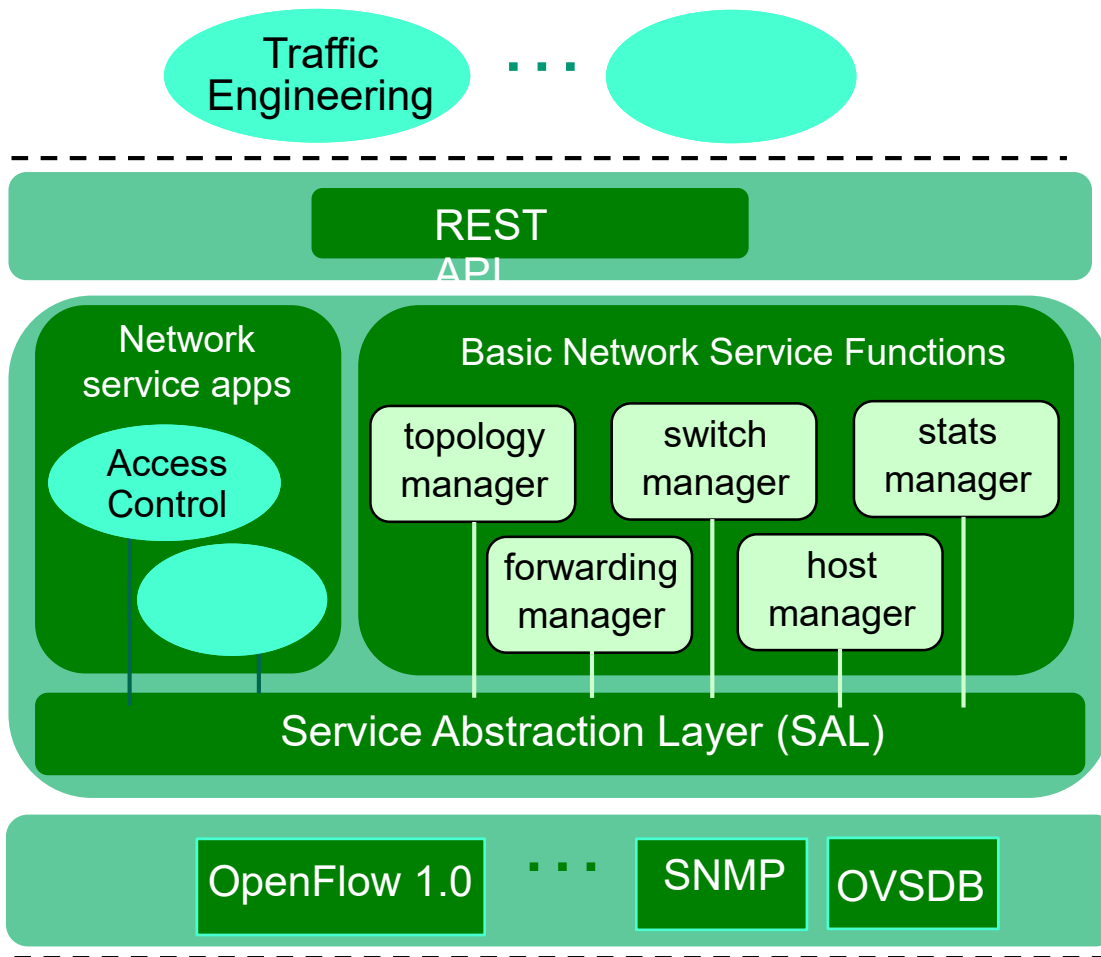 Traffic
Engineering
. . .
REST
API
Network
service apps
Basic Network Service Functions
Access
Control
topology
manager
switch
manager
stats
manager
forwarding
manager
host
manager
Service Abstraction Layer (SAL)
OpenFlow 1.0
. . .
SNMP
OVSDB